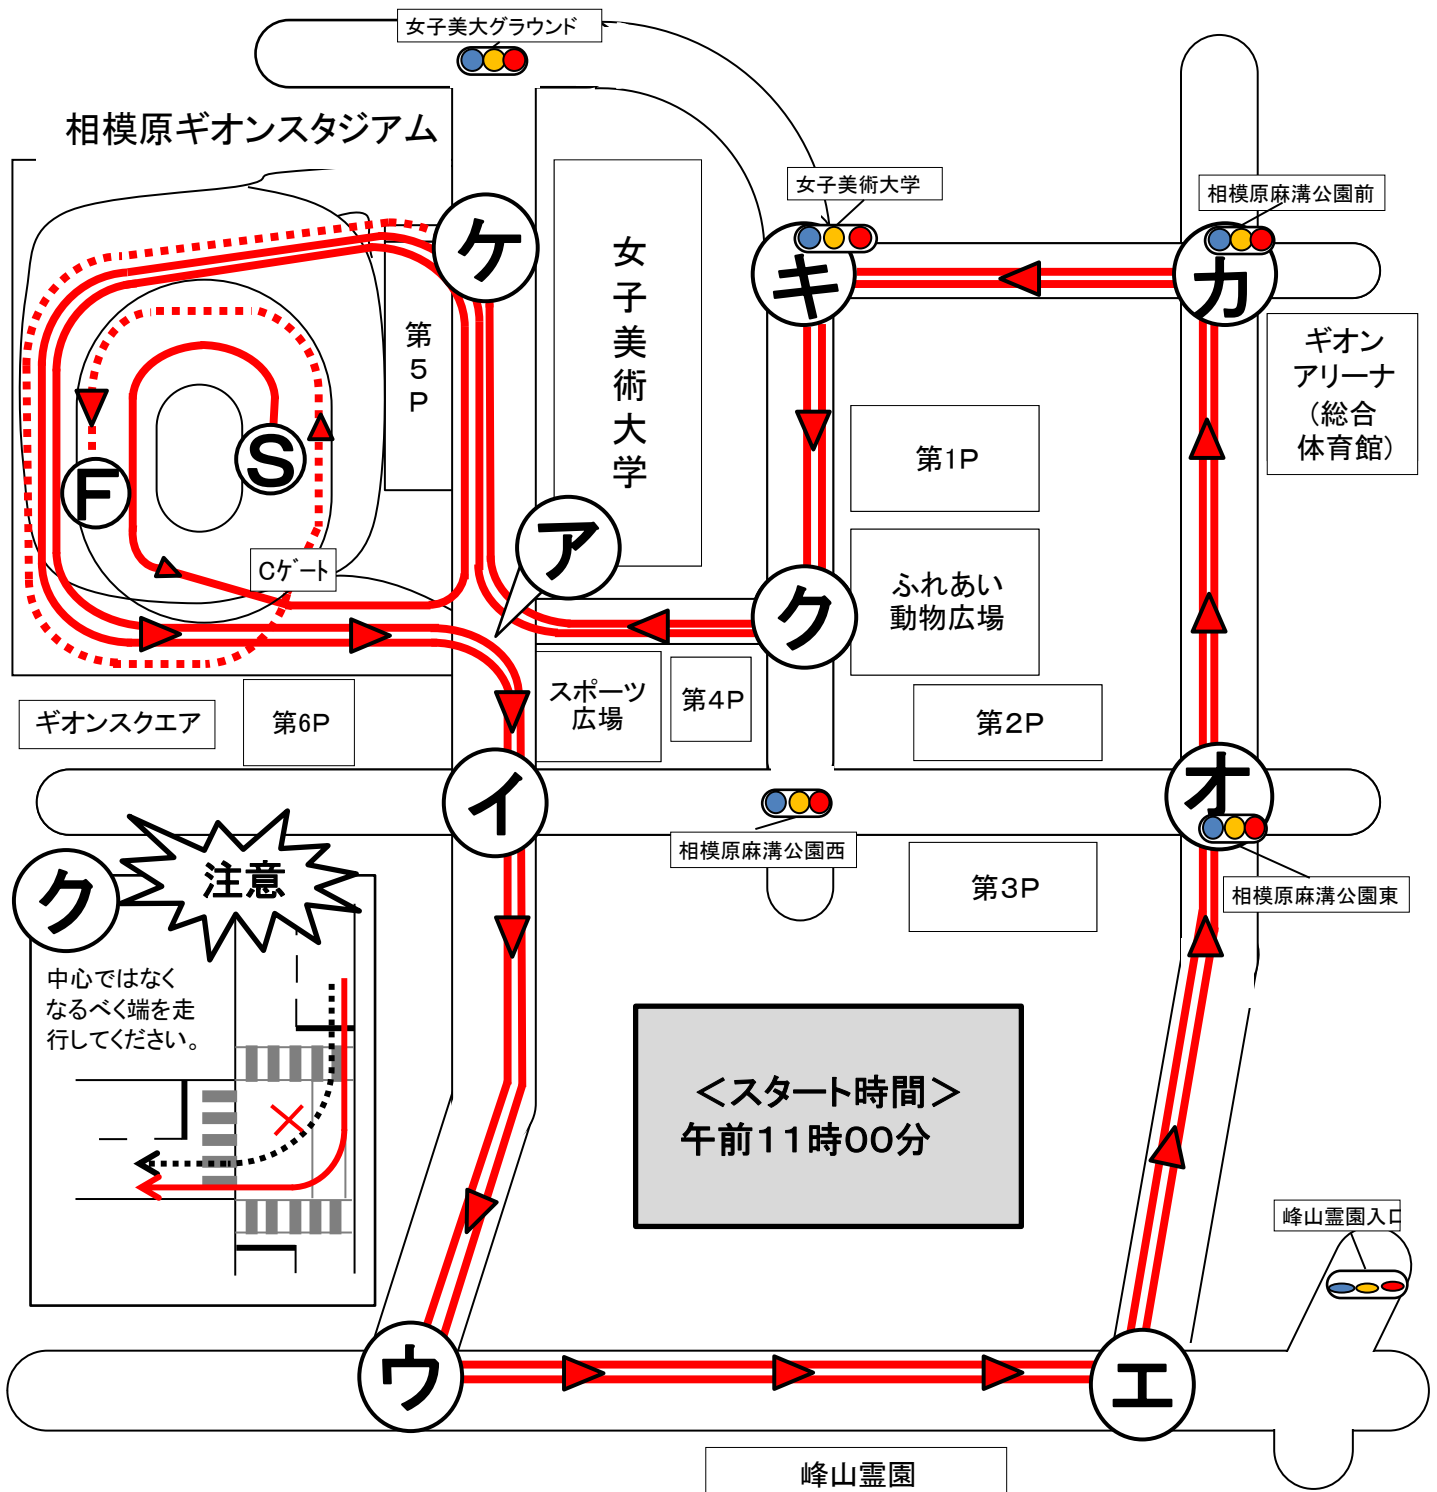 女子美大グラウンド
相模原ギオンスタジアム
女子美術大学
相模原麻溝公園前
ケ
キ
カ
女子美術大学
第5P
ギオン
アリーナ
(総合
体育館)
S
F
第1P
ア
Cゲート
ク
ふれあい
動物広場
スポーツ
広場
第4P
ギオンスクエア
第6P
第2P
イ
オ
相模原麻溝公園西
第3P
相模原麻溝公園東
ク
注意
中心ではなく
なるべく端を走
行してください。
<スタート時間>
午前11時00分
峰山霊園入口
ウ
エ
峰山霊園